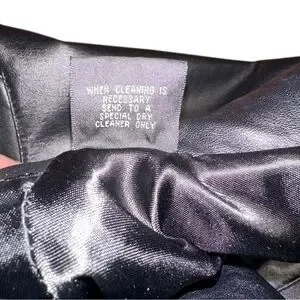 WHEN CLEANING IS
NECESSARY
SEND TO A
SPECIAL DRY
CLEANER ONLY